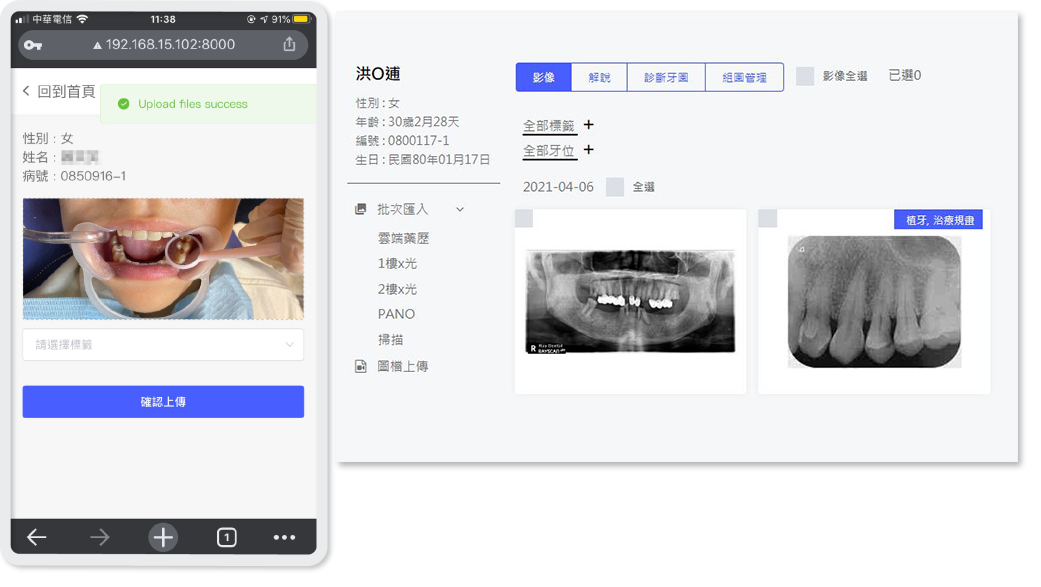 中華電信
11:38
91%
192.168.15.102:8000
回到首頁
Upload files success
性別：女
姓名：
病號：0850916-1
請選擇標籤
確認上傳
1
洪O逋
性別：女
年齡：30歲2月28天
編號：0800117-1
生日：民國80年01月17日
批次匯入
雲端藥歷
1樓x光
2樓x光
PANO
掃描
圖檔上傳
影像
解說
診斷牙圖
組圖管理
影像全選
已選0
全部標籤 +
全部牙位 +
2021-04-06
全選
R
Ray Dental
RAYSCAN
植牙, 治療規畫